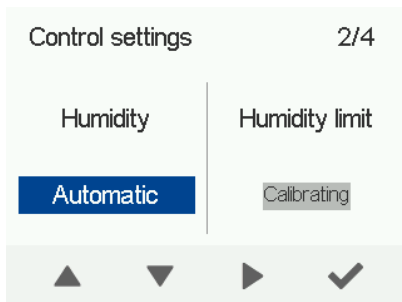 Control settings 2/4
Humidity Humidity limit
Automatic Calibrating